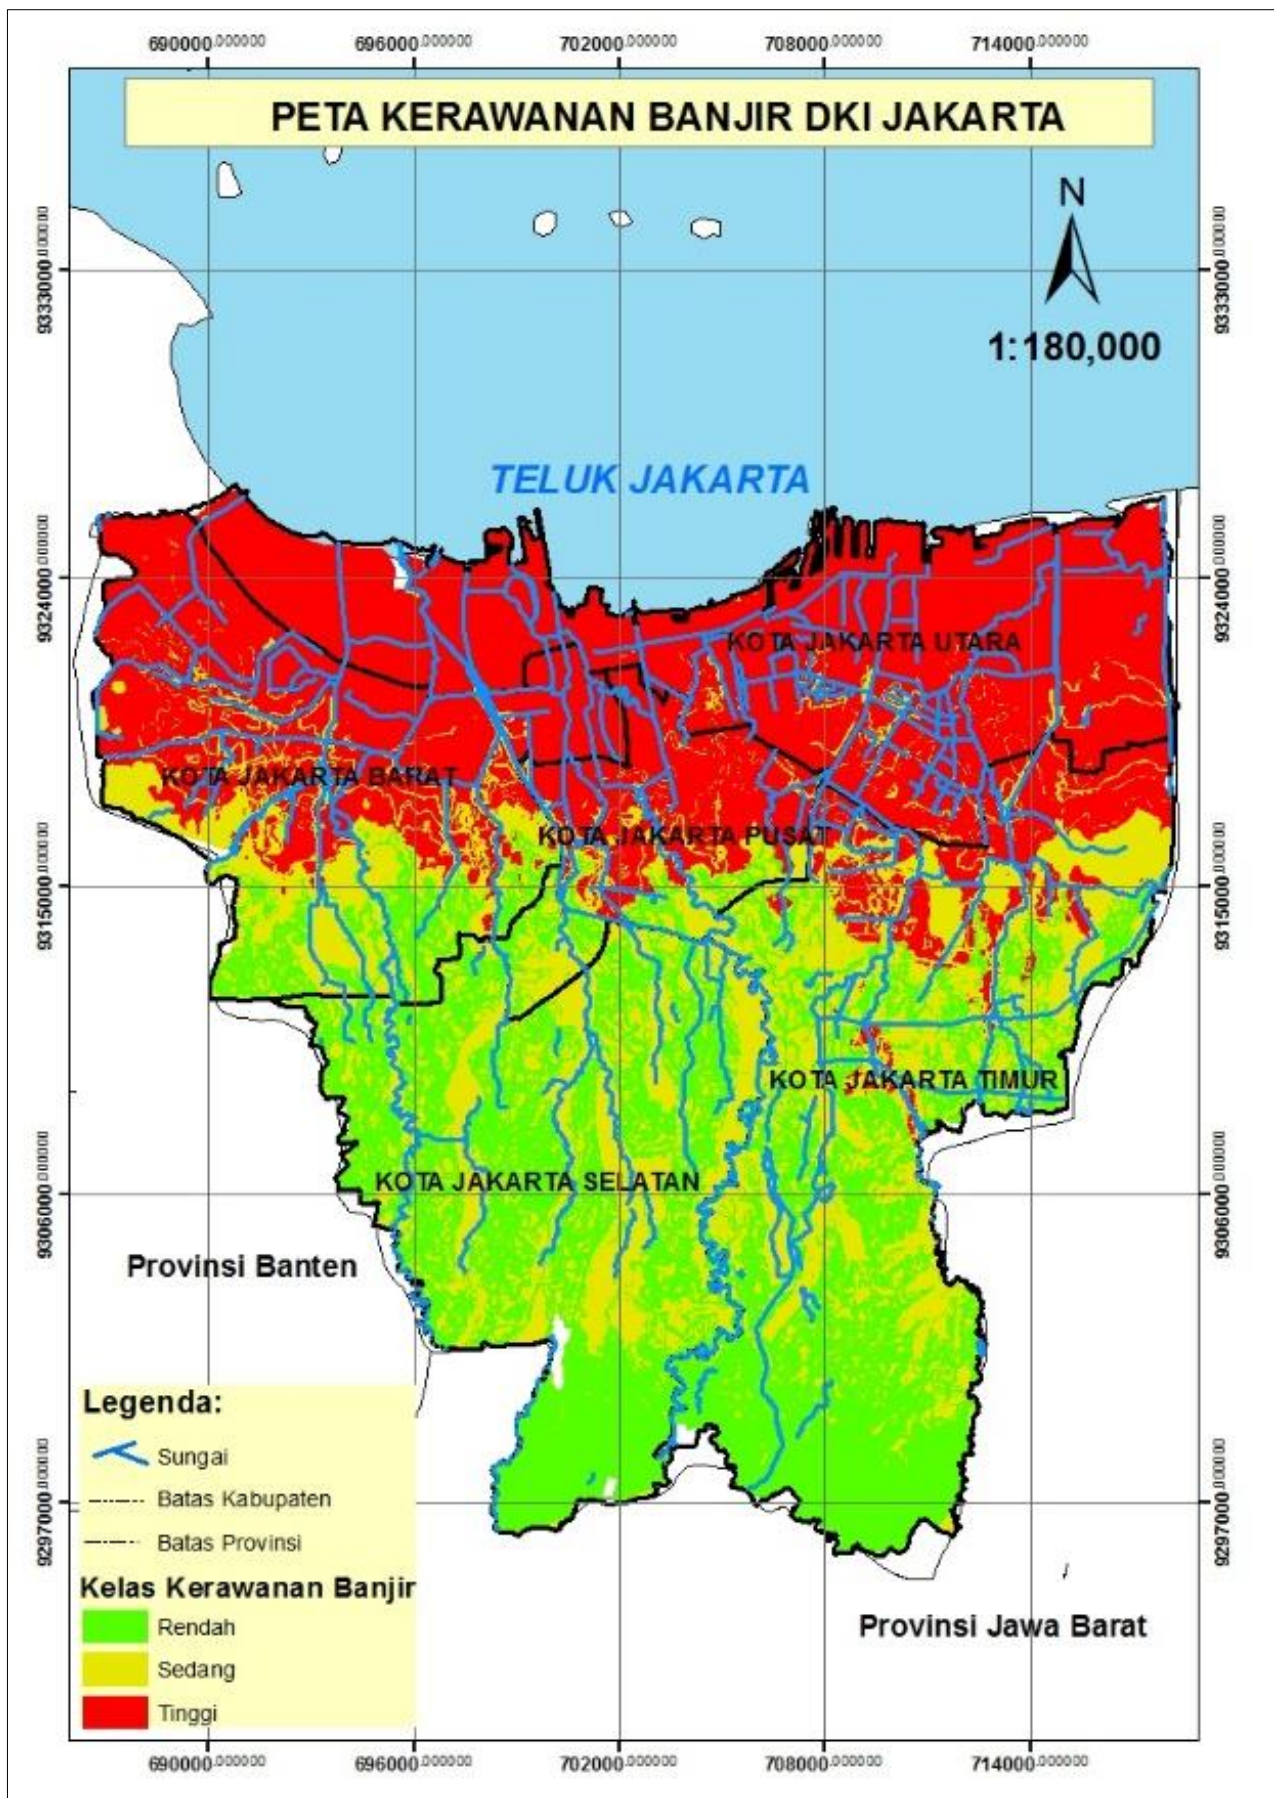 690000.000000 696000.000000 702000.000000 708000.000000 714000.000000
PETA KERAWANAN BANJIR DKI JAKARTA
N
1:180,000
9333000.000000 9333000.000000
TELUK JAKARTA
9324000.000000 9324000.000000
KOTA JAKARTA UTARA
KOTA JAKARTA BARAT
KOTA JAKARTA PUSAT
9315000.000000 9315000.000000
KOTA JAKARTA TIMUR
KOTA JAKARTA SELATAN
9306000.000000 9306000.000000
Provinsi Banten
Legenda:
Sungai
Batas Kabupaten
Batas Provinsi
9297000.000000 9297000.000000
Kelas Kerawanan Banjir
Rendah
Sedang
Tinggi
Provinsi Jawa Barat
690000.000000 696000.000000 702000.000000 708000.000000 714000.000000